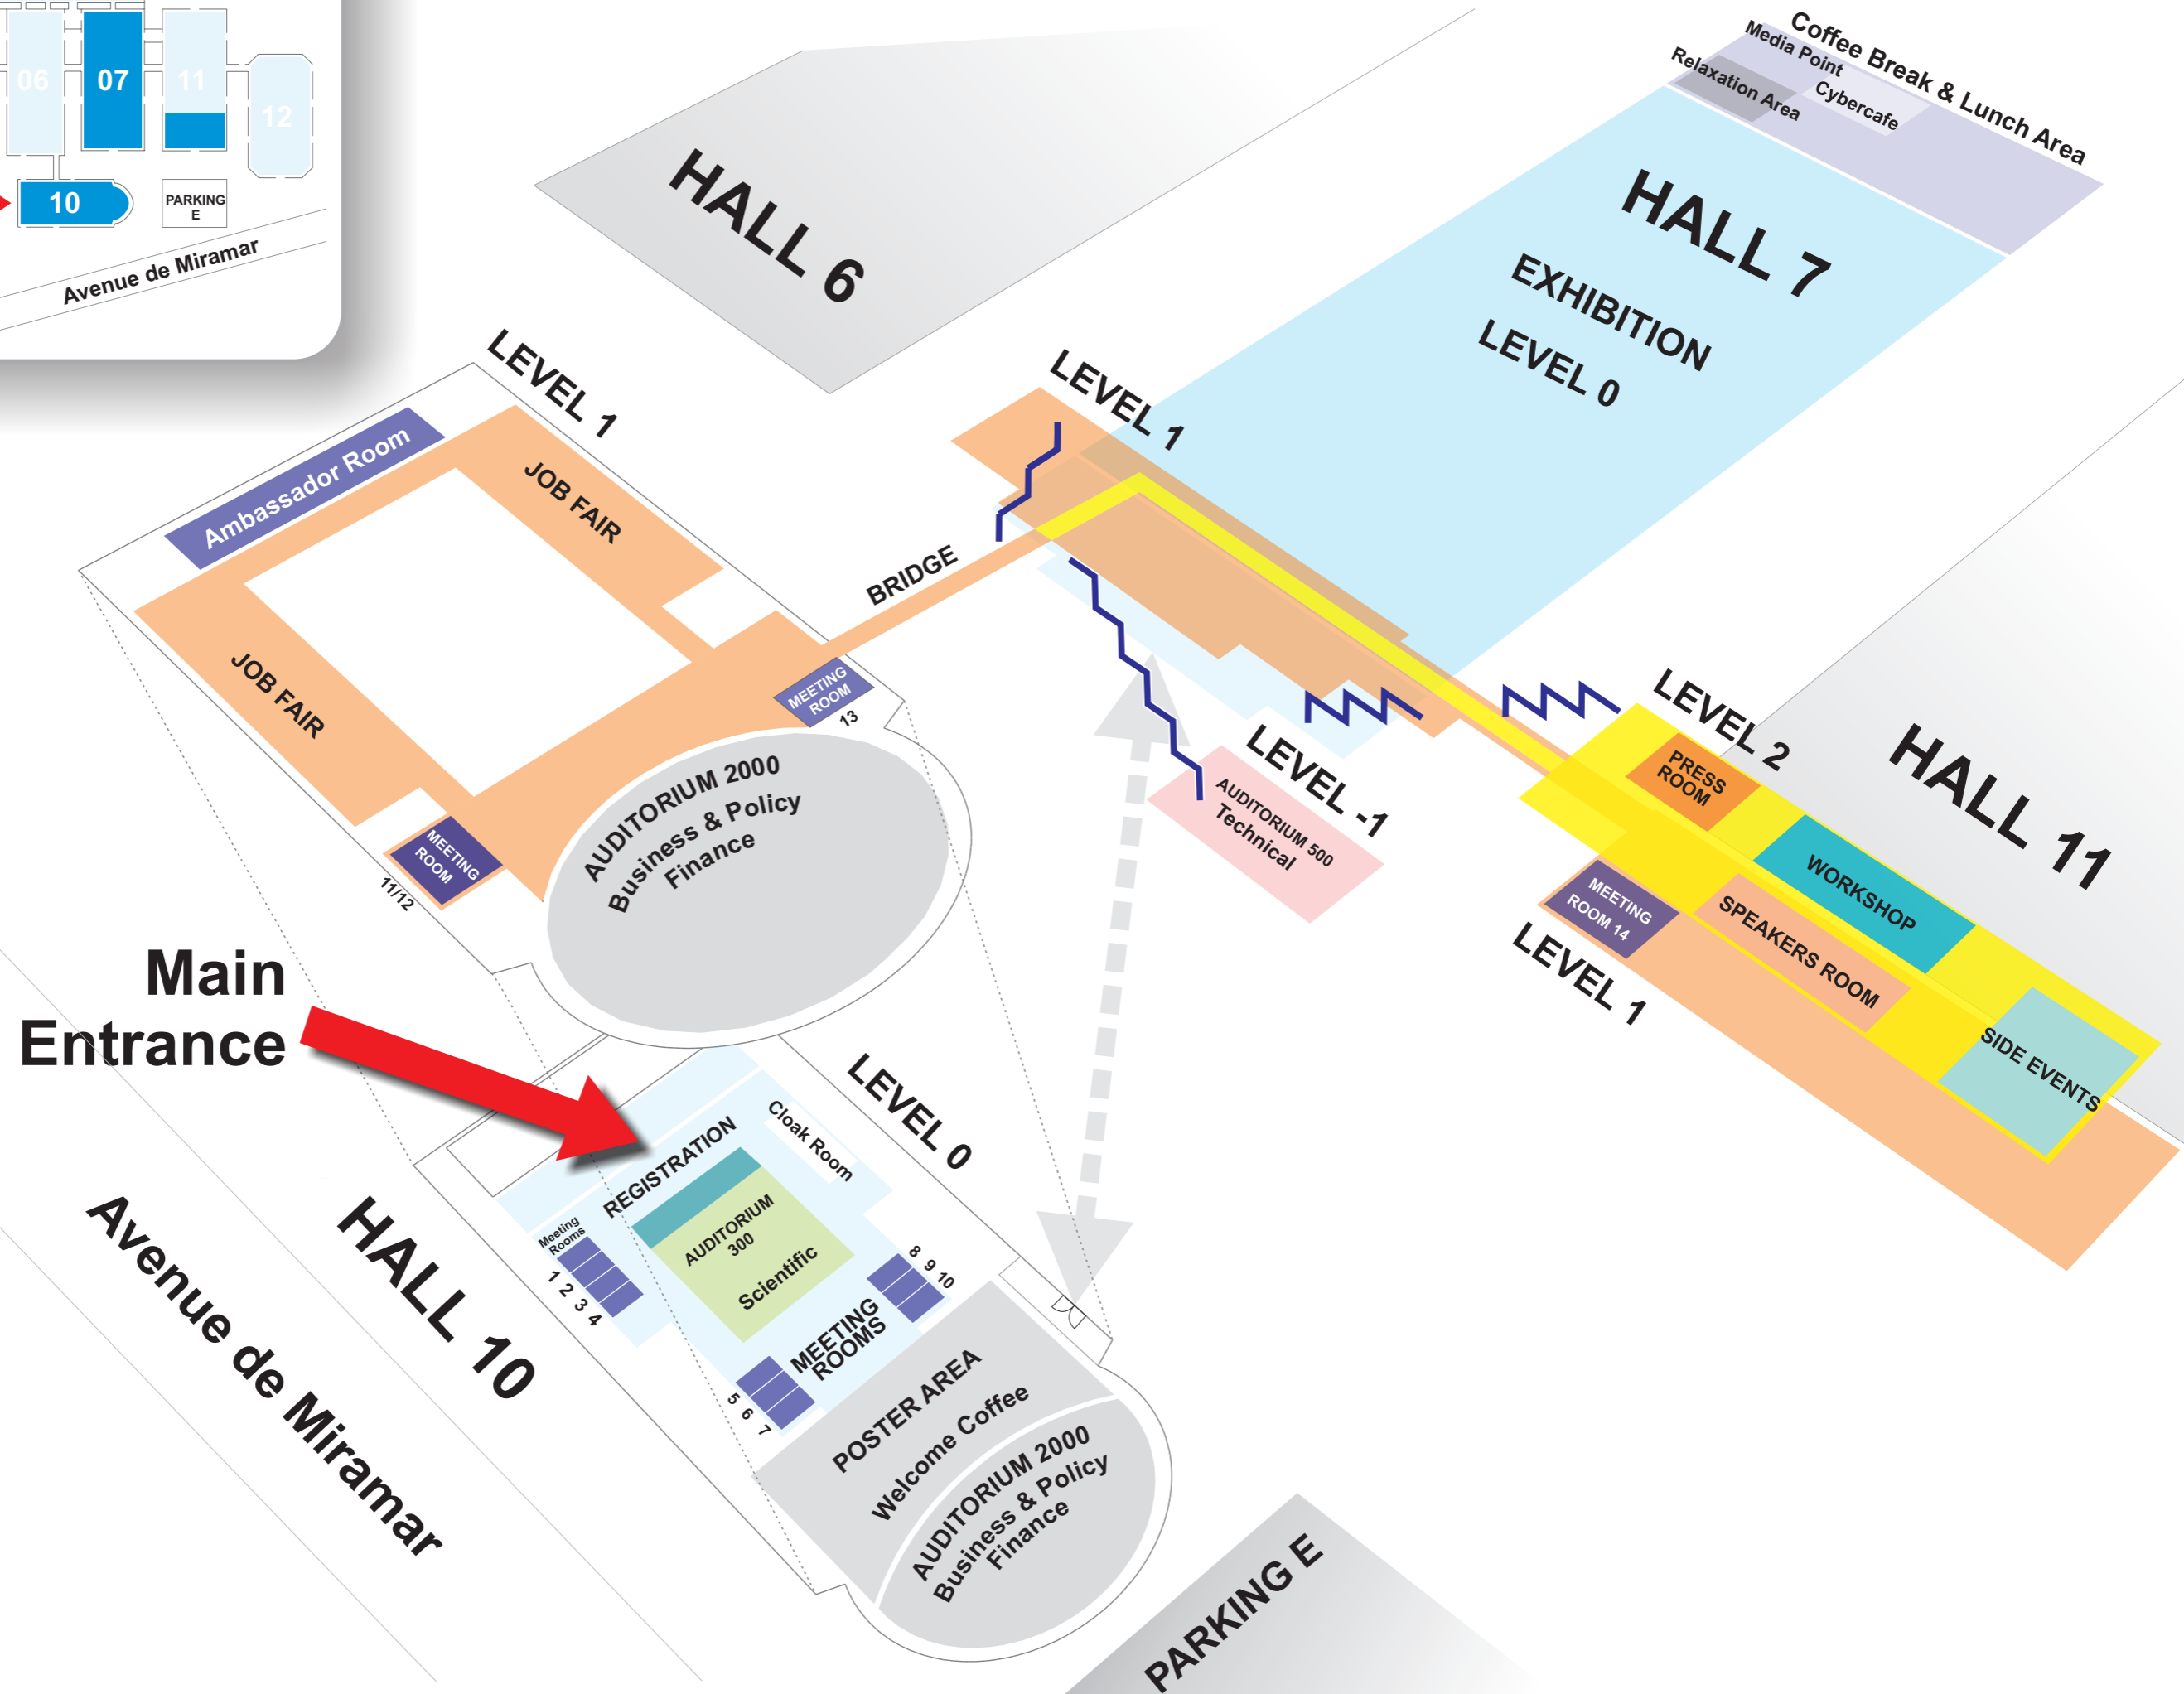 06
07
11
12
10
PARKING
E
Avenue de Miramar
Coffee Break & Lunch Area
Media Point
Relaxation Area
Cybercafe
HALL 6
HALL 7
EXHIBITION
LEVEL 0
LEVEL 1
Ambassador Room
JOB FAIR
JOB FAIR
LEVEL 1
BRIDGE
MEETING
ROOM
13
MEETING
ROOM
11/12
AUDITORIUM 2000
Business & Policy
Finance
LEVEL -1
AUDITORIUM 500
Technical
LEVEL 2
PRESS
ROOM
HALL 11
WORKSHOP
MEETING
ROOM 14
SPEAKERS ROOM
SIDE EVENTS
LEVEL 1
Main
Entrance
LEVEL 0
REGISTRATION
Cloak Room
Meeting
Rooms
1
2
3
4
AUDITORIUM
300
Scientific
8
9
10
MEETING
ROOMS
5
6
7
HALL 10
Avenue de Miramar
POSTER AREA
Welcome Coffee
AUDITORIUM 2000
Business & Policy
Finance
PARKING E